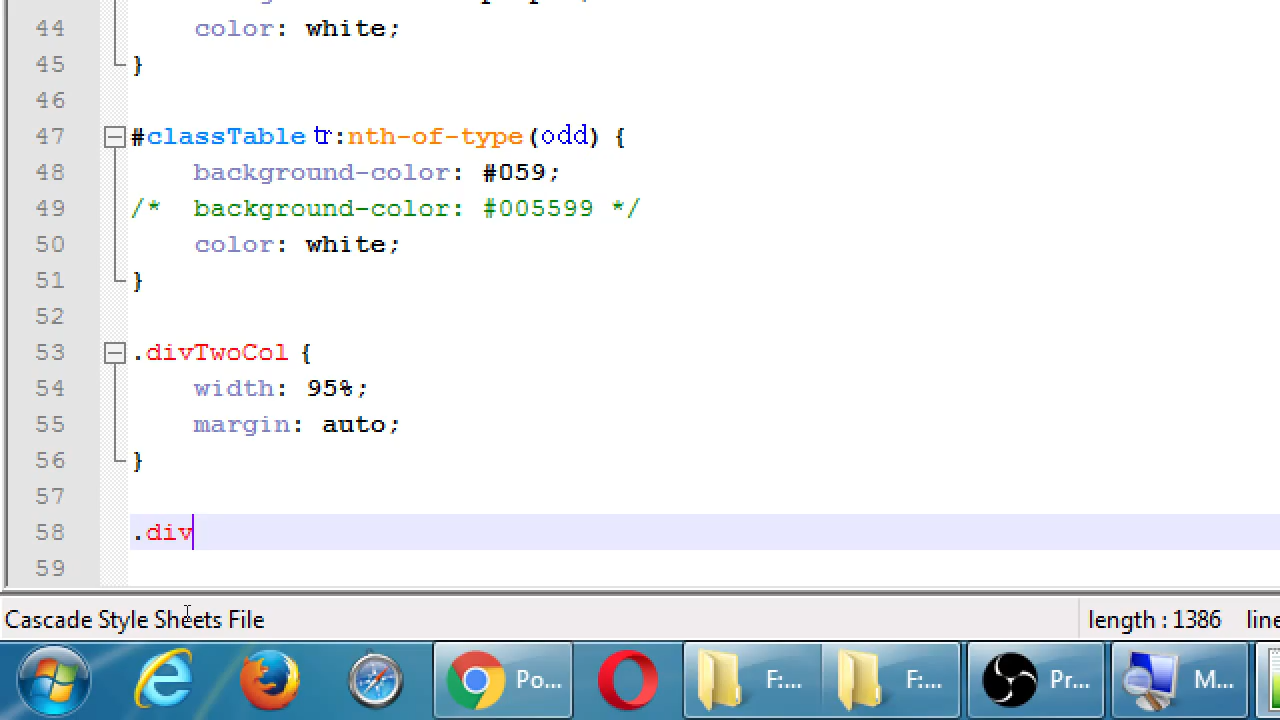 44 color: white;
45 }
46
47 #classTable tr:nth-of-type(odd) {
48 background-color: #059;
49 /* background-color: #005599 */
50 color: white;
51 }
52
53 .divTwoCol {
54 width: 95%;
55 margin: auto;
56 }
57
58 .div
59
Cascade Style Sheets File length : 1386 line
Po... F:... F:... Pr... M...